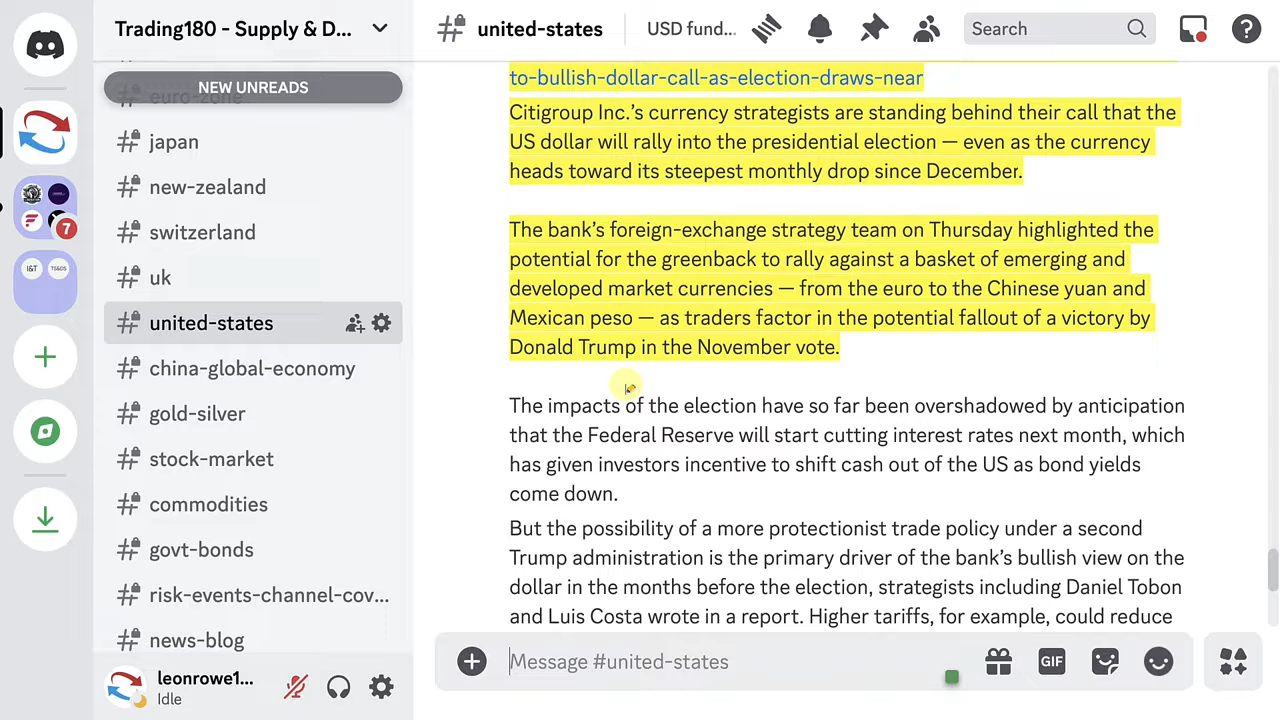 Trading180 - Supply & D...
NEW UNREADS
euro-zone
japan
new-zealand
switzerland
uk
united-states
china-global-economy
gold-silver
stock-market
commodities
govt-bonds
risk-events-channel-cov...
news-blog
7
I&T
leonrowe1...
Idle
united-states
USD fund...
Search
to-bullish-dollar-call-as-election-draws-near
Citigroup Inc.'s currency strategists are standing behind their call that the
US dollar will rally into the presidential election — even as the currency
heads toward its steepest monthly drop since December.
The bank's foreign-exchange strategy team on Thursday highlighted the
potential for the greenback to rally against a basket of emerging and
developed market currencies — from the euro to the Chinese yuan and
Mexican peso — as traders factor in the potential fallout of a victory by
Donald Trump in the November vote.
The impacts of the election have so far been overshadowed by anticipation
that the Federal Reserve will start cutting interest rates next month, which
has given investors incentive to shift cash out of the US as bond yields
come down.
But the possibility of a more protectionist trade policy under a second
Trump administration is the primary driver of the bank's bullish view on the
dollar in the months before the election, strategists including Daniel Tobon
and Luis Costa wrote in a report. Higher tariffs, for example, could reduce
Message #united-states
GIF